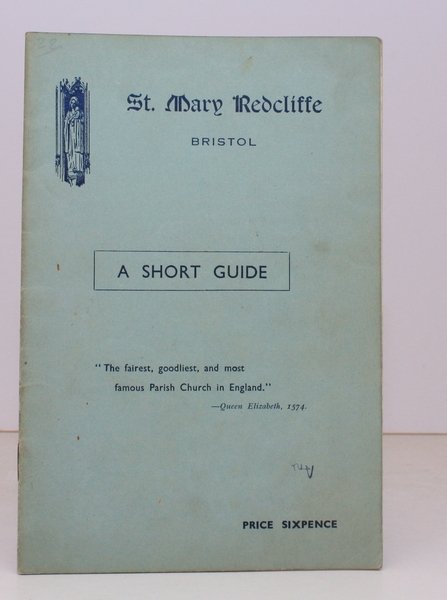 St. Mary Redcliffe
BRISTOL
A SHORT GUIDE
"The fairest, goodliest, and most
famous Parish Church in England."
—Queen Elizabeth, 1574.
PRICE SIXPENCE